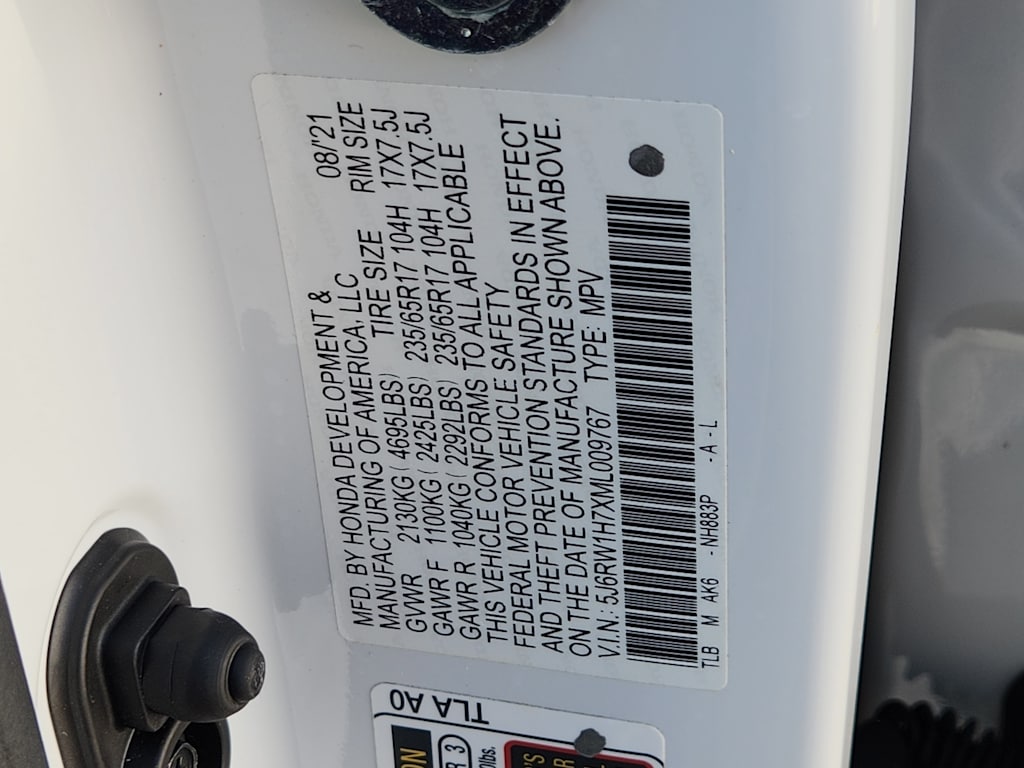 MFD. BY HONDA DEVELOPMENT & 08/'21
MANUFACTURING OF AMERICA, LLC
TIRE SIZE RIM SIZE
GVWR 2130KG ( 4695LBS)
GAWR F 1100KG ( 2425LBS) 235/65R17 104H 17X7.5J
GAWR R 1040KG ( 2292LBS) 235/65R17 104H 17X7.5J
THIS VEHICLE CONFORMS TO ALL APPLICABLE
FEDERAL MOTOR VEHICLE SAFETY
AND THEFT PREVENTION STANDARDS IN EFFECT
ON THE DATE OF MANUFACTURE SHOWN ABOVE.
V.I.N.: 5J6RW1H7XML009767 TYPE: MPV
TLB M AK6 - NH883P - A - L
TLA A0
R 3
lbs.